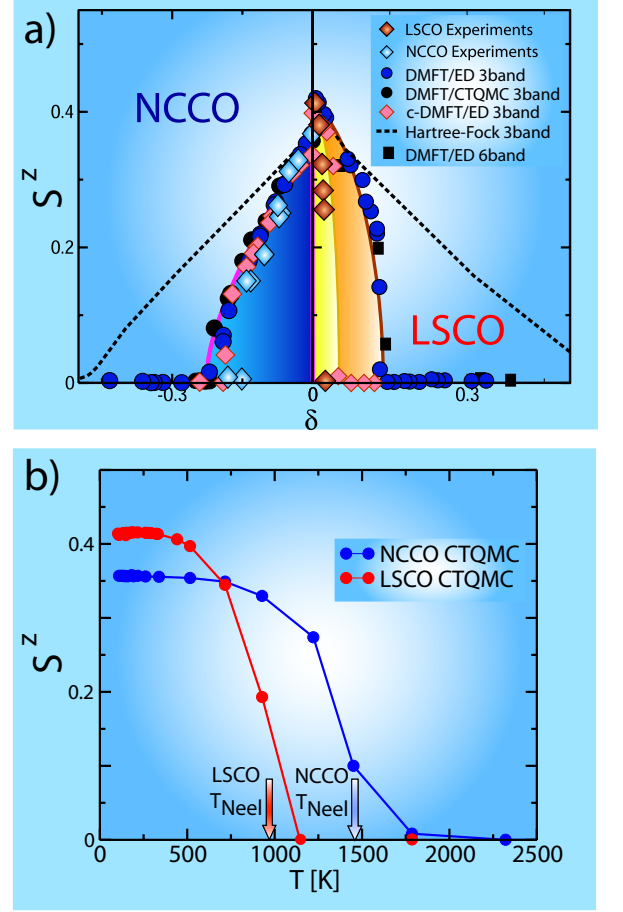 a)
LSCO Experiments
NCCO Experiments
DMFT/ED 3band
DMFT/CTQMC 3band
c-DMFT/ED 3band
Hartree-Fock 3band
DMFT/ED 6band
NCCO
LSCO
S^z
0.4
0.2
0
-0.3
0
0.3
δ
b)
NCCO CTQMC
LSCO CTQMC
S^z
0.4
0.2
0
LSCO
T_Neel
NCCO
T_Neel
0
500
1000
1500
2000
2500
T [K]